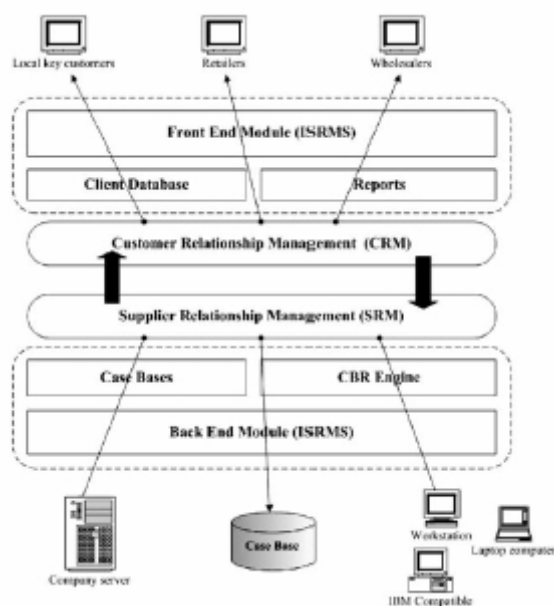 Local key customers
Retailers
Wholesalers
Front End Module (ISRMS)
Client Database
Reports
Customer Relationship Management (CRM)
Supplier Relationship Management (SRM)
Case Bases
CBR Engine
Back End Module (ISRMS)
Company server
Case Base
Workstation
Laptop computer
IBM Compatible